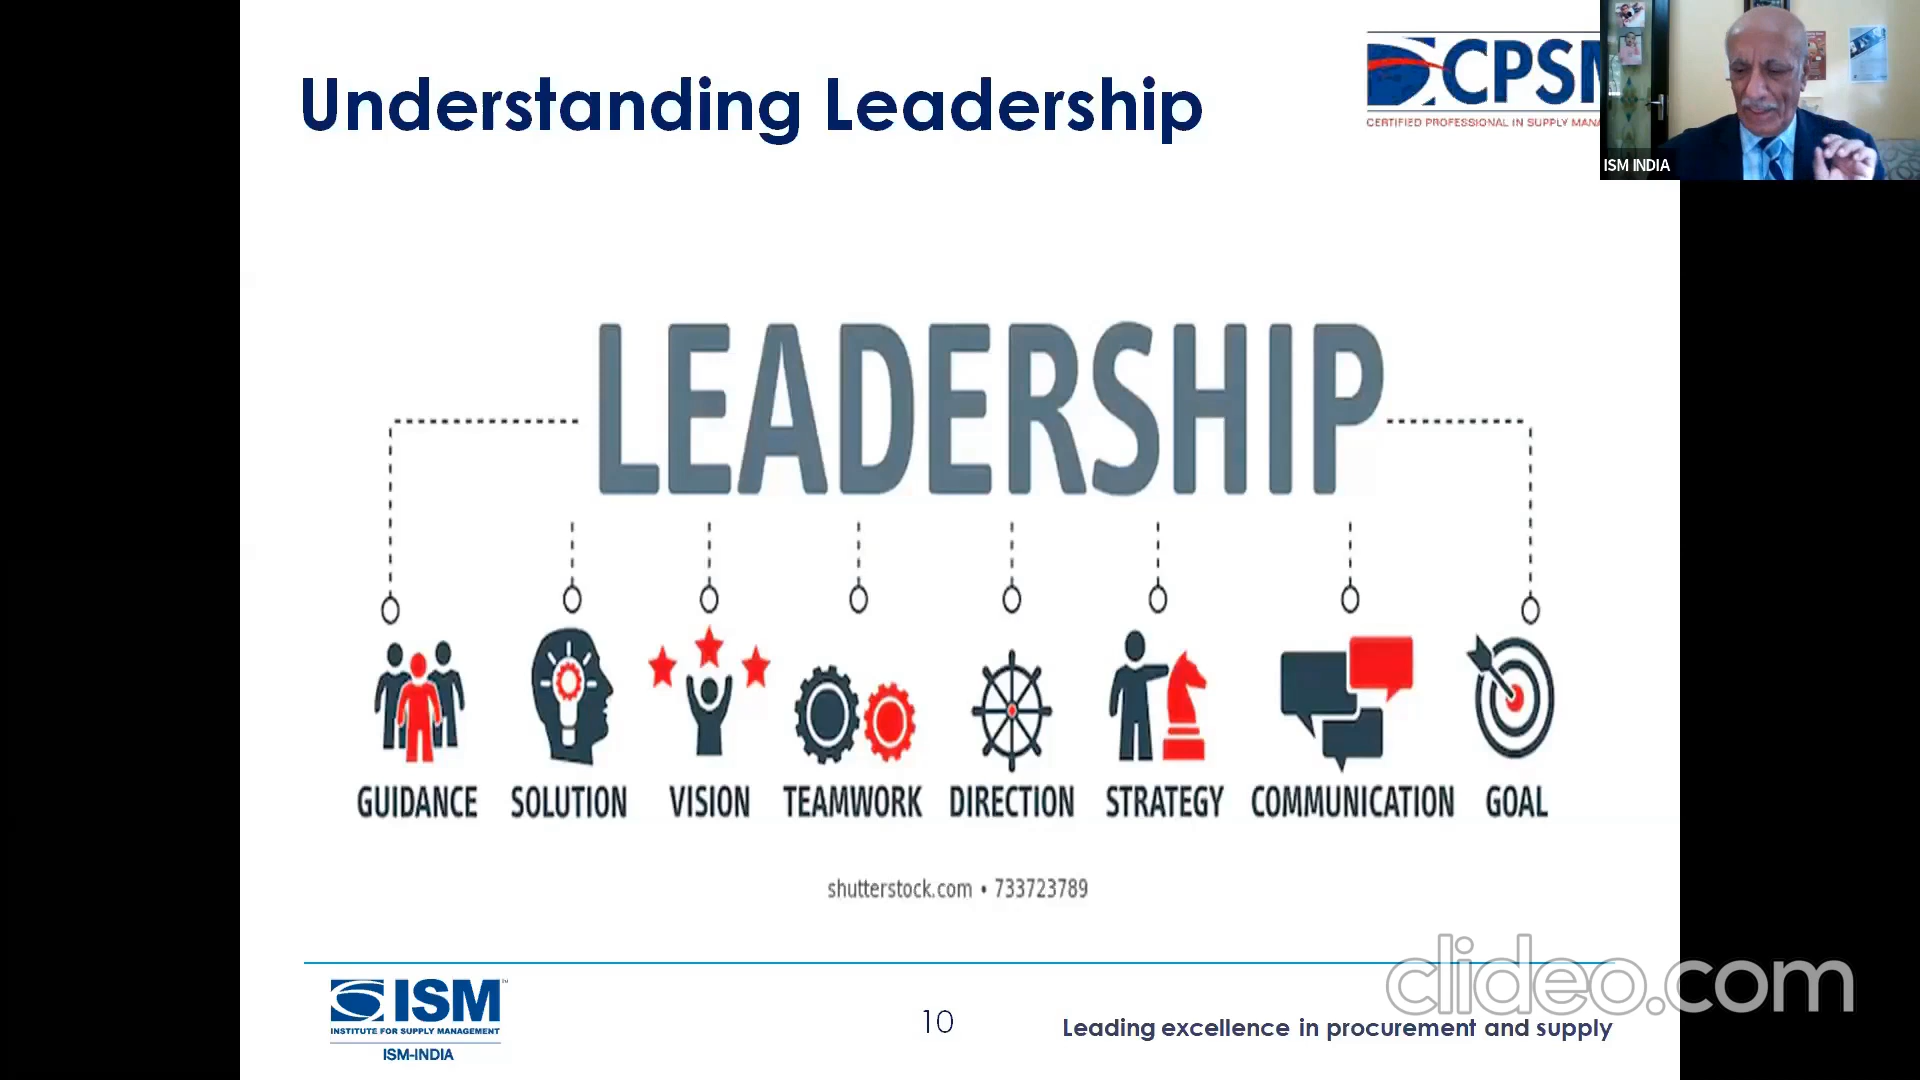 Understanding Leadership
CPSM
CERTIFIED PROFESSIONAL IN SUPPLY MANA
ISM INDIA
LEADERSHIP
GUIDANCE SOLUTION VISION TEAMWORK DIRECTION STRATEGY COMMUNICATION GOAL
shutterstock.com • 733723789
ISM
INSTITUTE FOR SUPPLY MANAGEMENT
ISM-INDIA
10
Leading excellence in procurement and supply
clideo.com